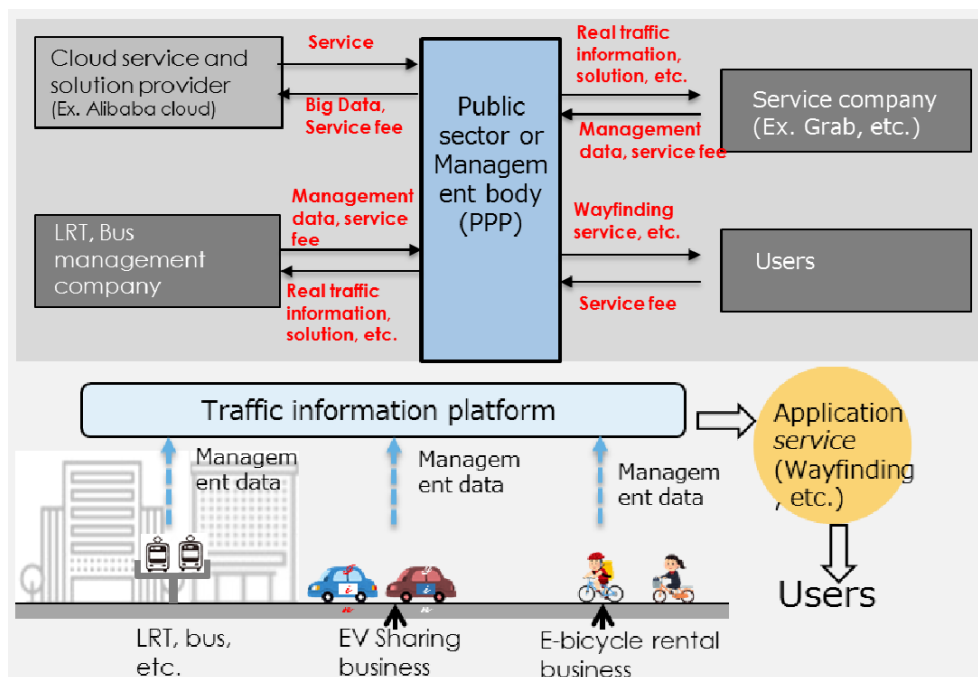 Service
Cloud service and
solution provider
(Ex. Alibaba cloud)
Big Data,
Service fee
Public
sector or
Managem
ent body
(PPP)
Real traffic
information,
solution, etc.
Service company
(Ex. Grab, etc.)
Management
data, service fee
Management
data, service
fee
LRT, Bus
management
company
Real traffic
information,
solution, etc.
Wayfinding
service, etc.
Users
Service fee
Traffic information platform
Application
service
(Wayfinding
, etc.)
Managem
ent data
Managem
ent data
Managem
ent data
Users
LRT, bus,
etc.
EV Sharing
business
E-bicycle rental
business